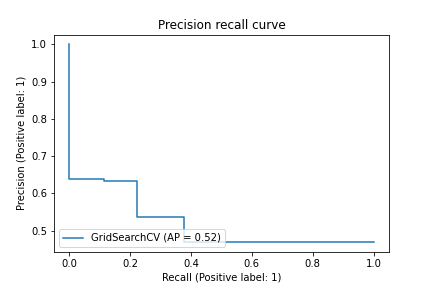 Precision recall curve
Precision (Positive label: 1)
1.0
0.9
0.8
0.7
0.6
0.5
GridSearchCV (AP = 0.52)
0.0 0.2 0.4 0.6 0.8 1.0
Recall (Positive label: 1)